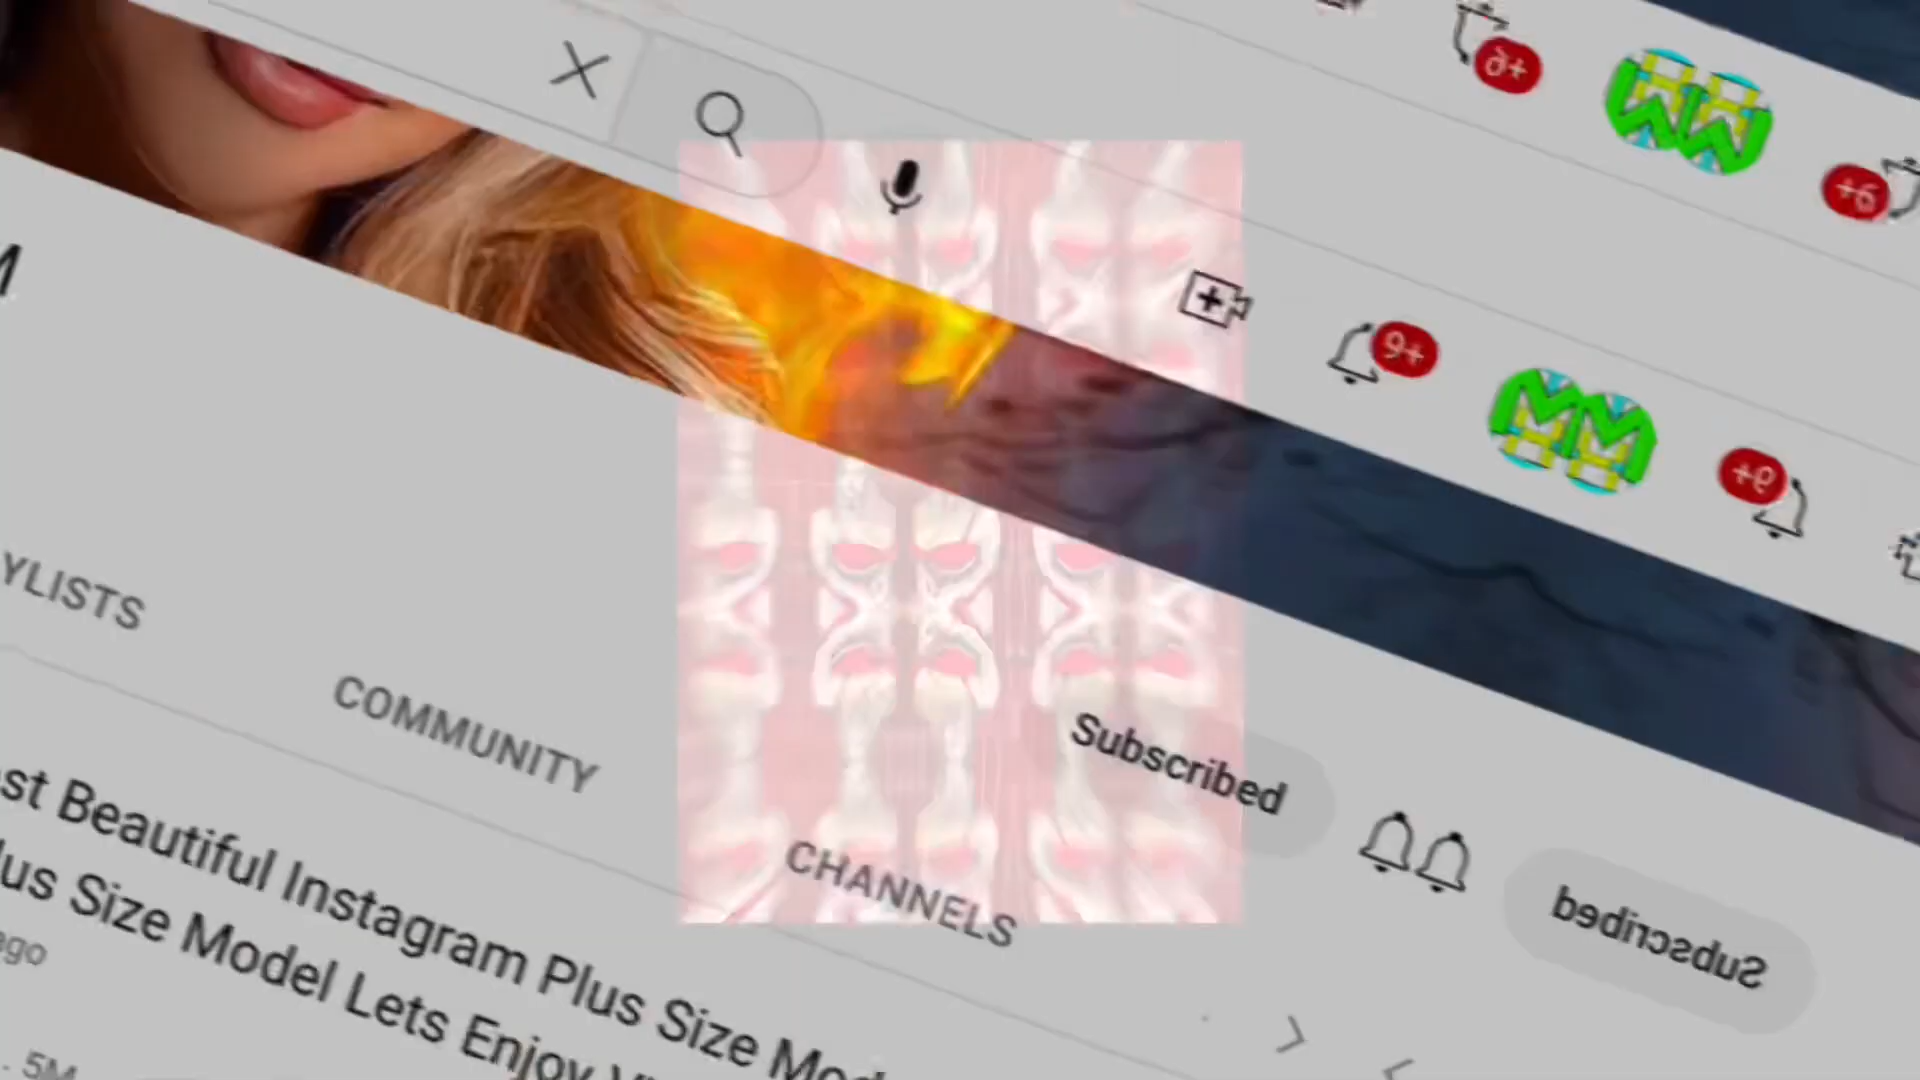 9+
9+
9+
9+
YLISTS
COMMUNITY
Subscribed
CHANNELS
Subscribed
st Beautiful Instagram Plus Size Mod
lus Size Model Lets Enjoy
ago
. 5M